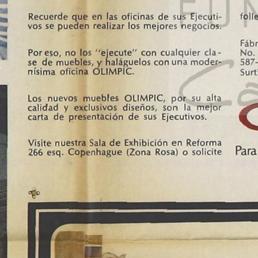 Recuerde que en las oficinas de sus Ejecuti-
vos se pueden realizar los mejores negocios.
Por eso, no los "ejecute" con cualquier cla-
se de muebles, y haláguelos con una moder-
nísima oficina OLIMPIC.
Los nuevos muebles OLIMPIC, por su alta
calidad y exclusivos diseños, son la mejor
carta de presentación de sus Ejecutivos.
Visite nuestra Sala de Exhibición en Reforma
266 esq. Copenhague (Zona Rosa) o solicite
folle
Fábr
No.
587-
Surt
Para